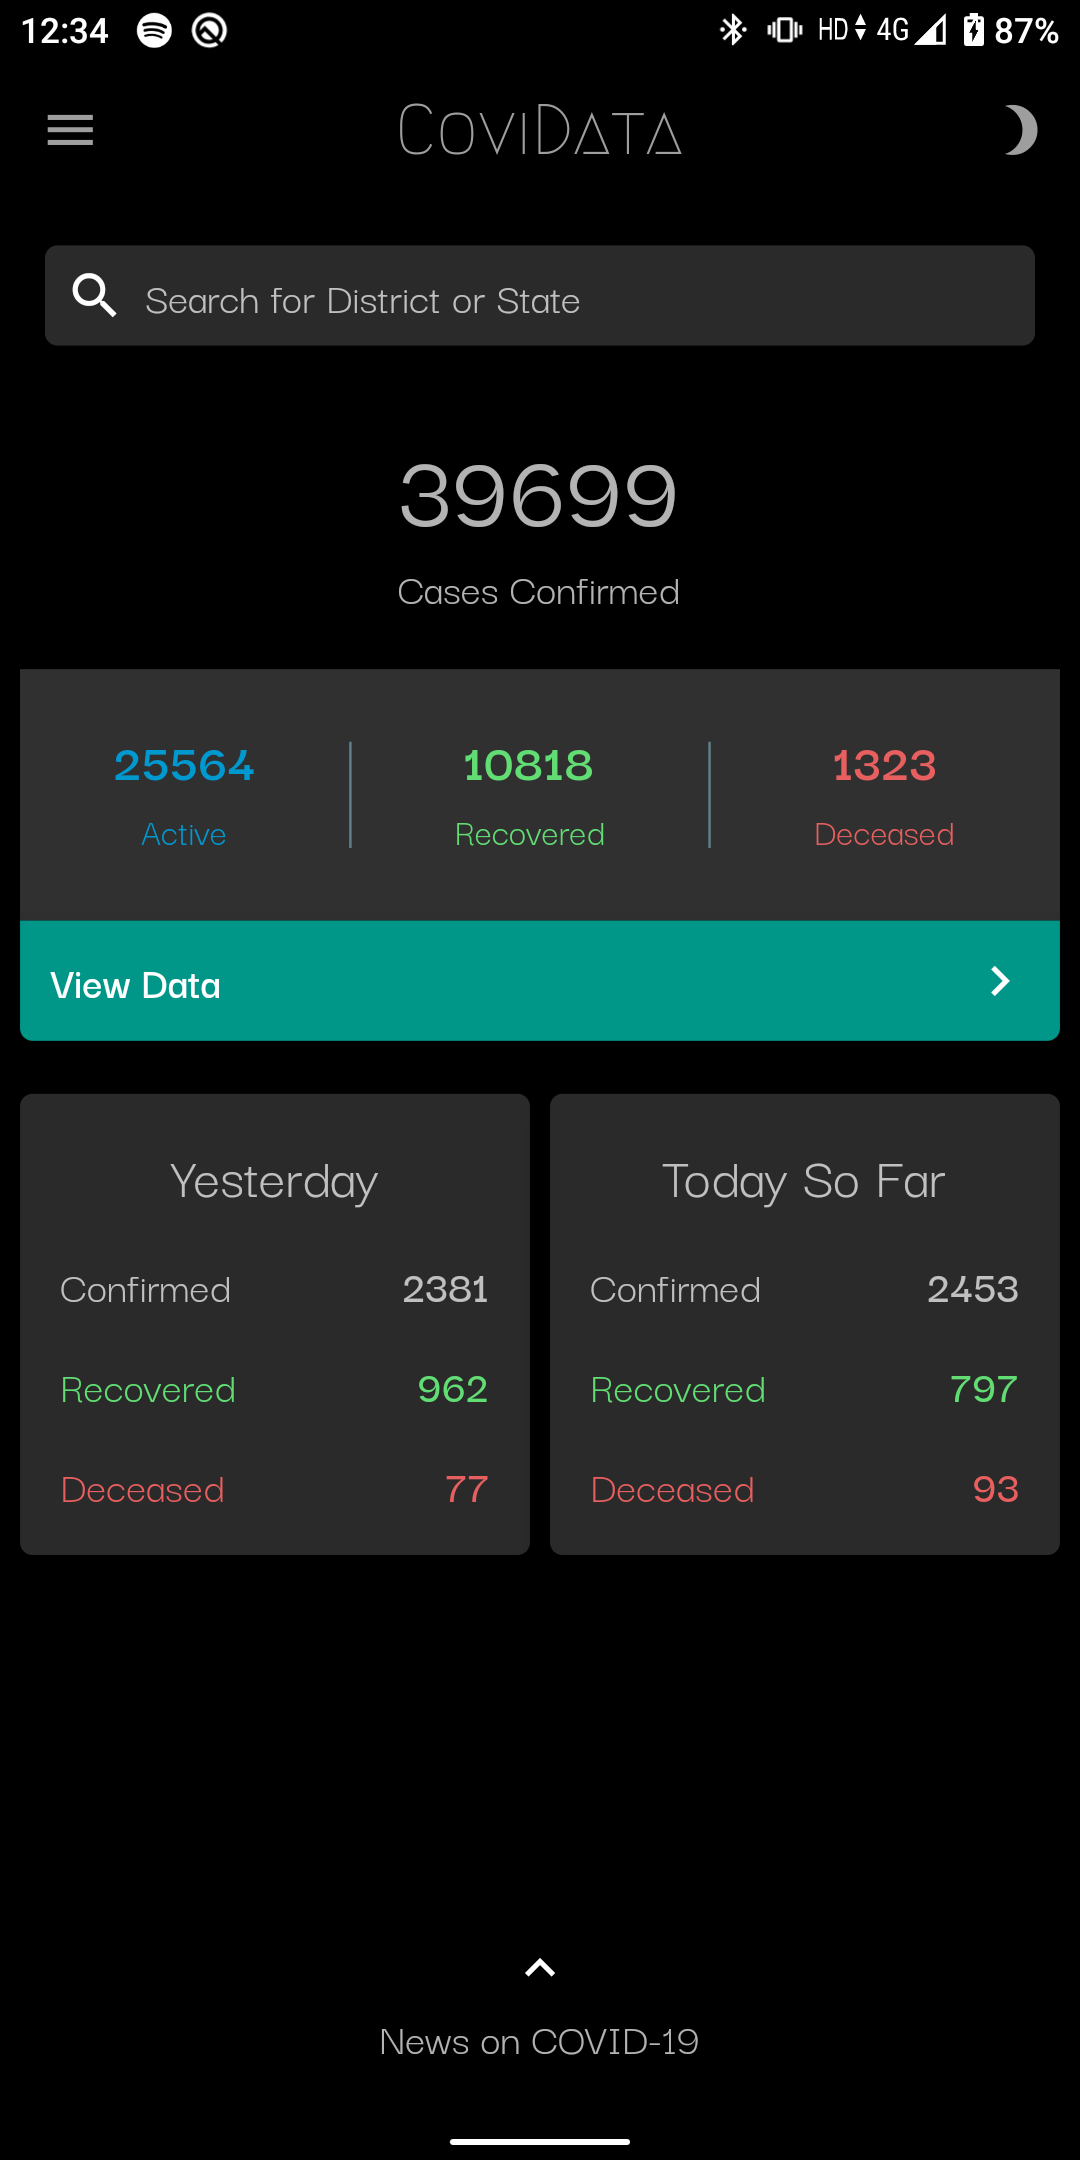 12:34 HD 4G 87%
CoviData
Search for District or State
39699
Cases Confirmed
25564 10818 1323
Active Recovered Deceased
View Data
Yesterday Today So Far
Confirmed 2381 Confirmed 2453
Recovered 962 Recovered 797
Deceased 77 Deceased 93
News on COVID-19